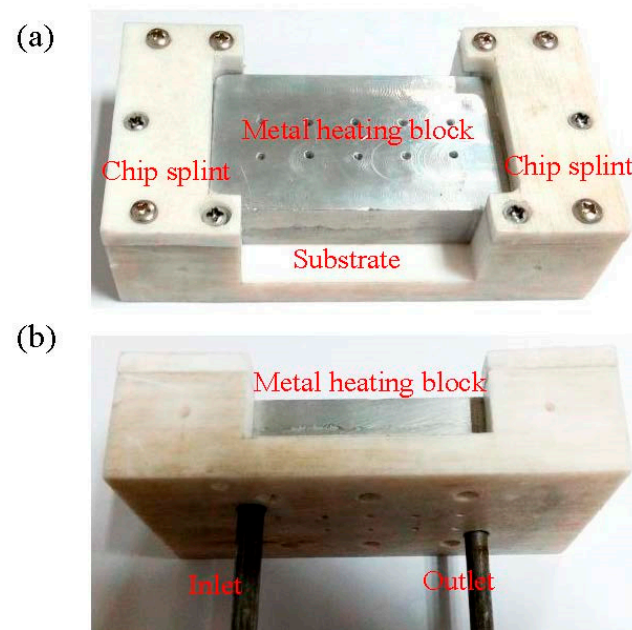 (a)
Metal heating block
Chip splint
Chip splint
Substrate
(b)
Metal heating block
Inlet
Outlet